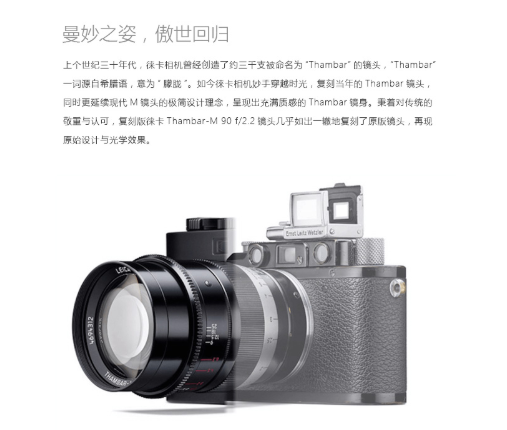 曼妙之姿，傲世回归
上个世纪三十年代，徕卡相机曾经创造了约三千支被命名为 "Thambar" 的镜头，"Thambar"
一词源自希腊语，意为 " 朦胧 "。如今徕卡相机妙手穿越时光，复刻当年的 Thambar 镜头，
同时更延续现代 M 镜头的极简设计理念，呈现出充满质感的 Thambar 镜身。秉着对传统的
敬重与认可，复刻版徕卡 Thambar-M 90 f/2.2 镜头几乎如出一辙地复刻了原版镜头，再现
原始设计与光学效果。
Ernst Leitz Wetzlar
LEICA
4694312
THAMBAR-